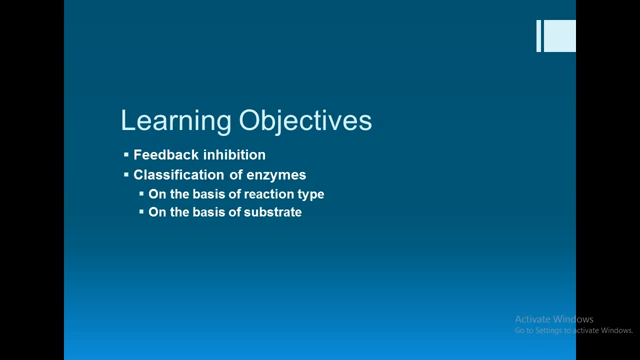 Learning Objectives
▪ Feedback inhibition
▪ Classification of enzymes
▪ On the basis of reaction type
▪ On the basis of substrate
Activate Windows
Go to Settings to activate Windows.